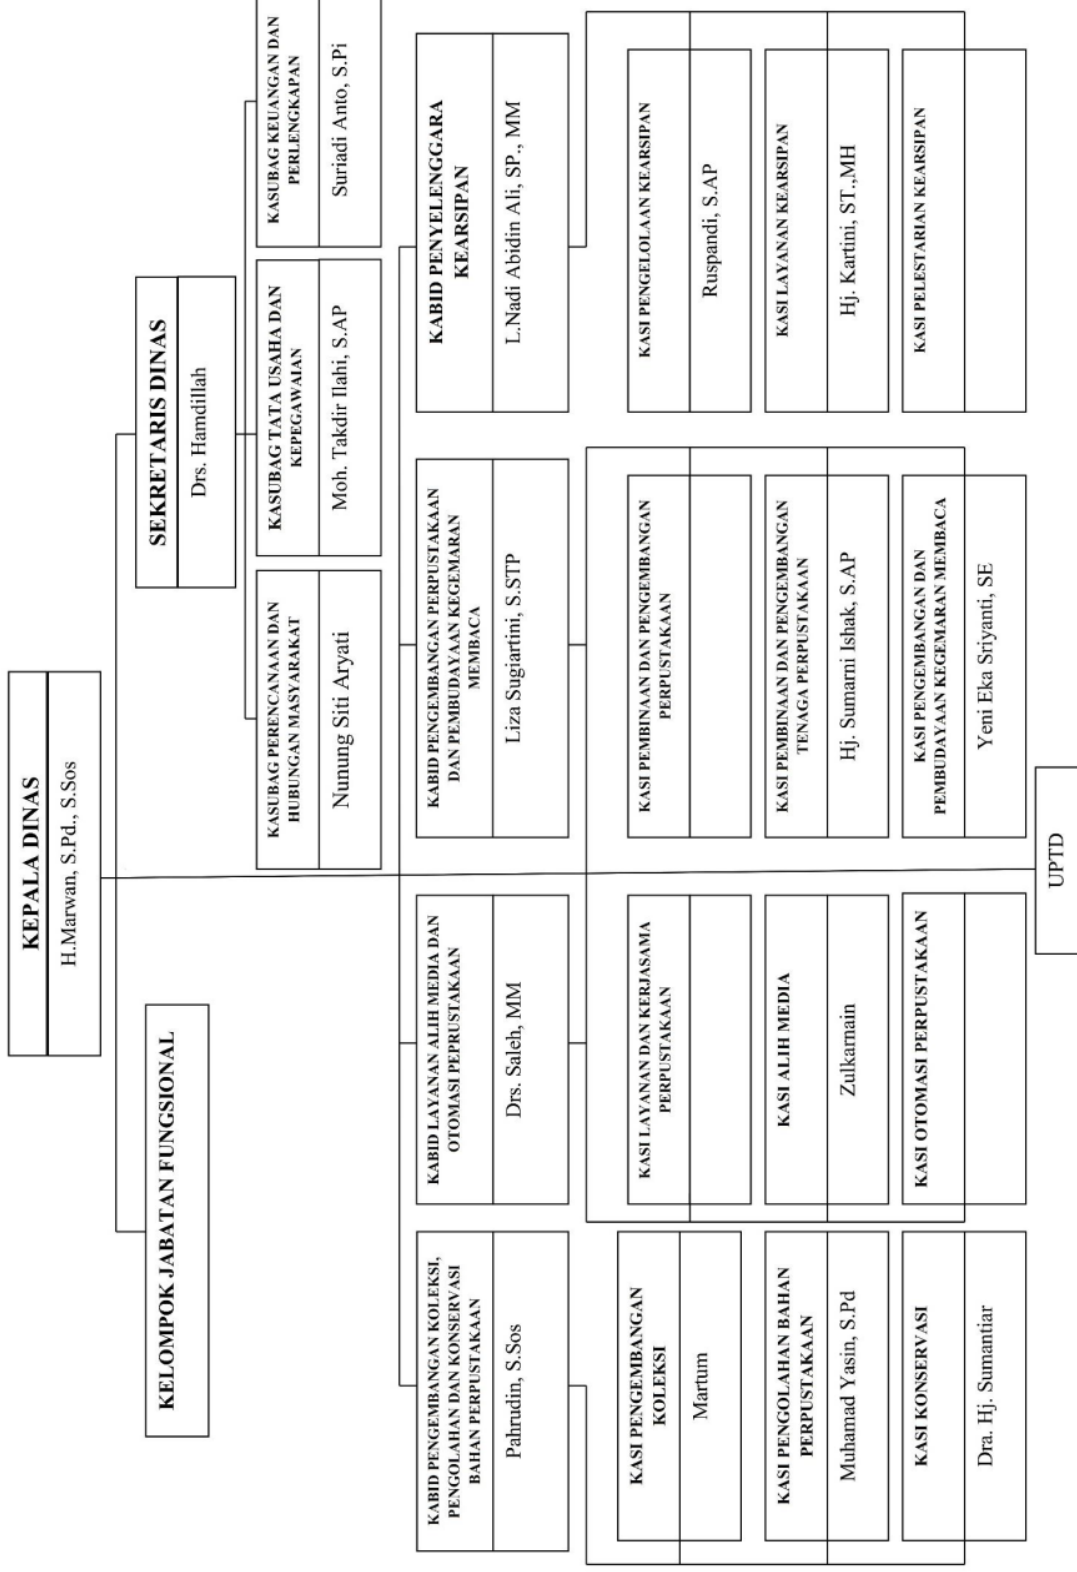 KEPALA DINAS
H.Marwan, S.Pd., S.Sos
KELOMPOK JABATAN FUNGSIONAL
SEKRETARIS DINAS
Drs. Hamdillah
KASUBAG PERENCANAAN DAN
HUBUNGAN MASYARAKAT
Nunung Siti Aryati
KASUBAG TATA USAHA DAN
KEPEGAWAIAN
Moh. Takdir Ilahi, S.AP
KASUBAG KEUANGAN DAN
PERLENGKAPAN
Suriadi Anto, S.Pi
KABID PENGEMBANGAN KOLEKSI,
PENGOLAHAN DAN KONSERVASI
BAHAN PERPUSTAKAAN
Pahrudin, S.Sos
KABID LAYANAN ALIH MEDIA DAN
OTOMASI PEPRUSTAKAAN
Drs. Saleh, MM
KABID PENGEMBANGAN PERPUSTAKAAN
DAN PEMBUDAYAAN KEGEMARAN
MEMBACA
Liza Sugiartini, S.STP
KABID PENYELENGGARA
KEARSIPAN
L.Nadi Abidin Ali, SP., MM
KASI PENGEMBANGAN
KOLEKSI
Martum
KASI LAYANAN DAN KERJASAMA
PERPUSTAKAAN
KASI PEMBINAAN DAN PENGEMBANGAN
PERPUSTAKAAN
KASI PENGELOLAAN KEARSIPAN
Ruspandi, S.AP
KASI PENGOLAHAN BAHAN
PERPUSTAKAAN
Muhamad Yasin, S.Pd
KASI ALIH MEDIA
Zulkarnain
KASI PEMBINAAN DAN PENGEMBANGAN
TENAGA PERPUSTAKAAN
Hj. Sumarni Ishak, S.AP
KASI LAYANAN KEARSIPAN
Hj. Kartini, ST.,MH
KASI KONSERVASI
Dra. Hj. Sumantiar
KASI OTOMASI PERPUSTAKAAN
KASI PENGEMBANGAN DAN
PEMBUDAYAAN KEGEMARAN MEMBACA
Yeni Eka Sriyanti, SE
KASI PELESTARIAN KEARSIPAN
UPTD